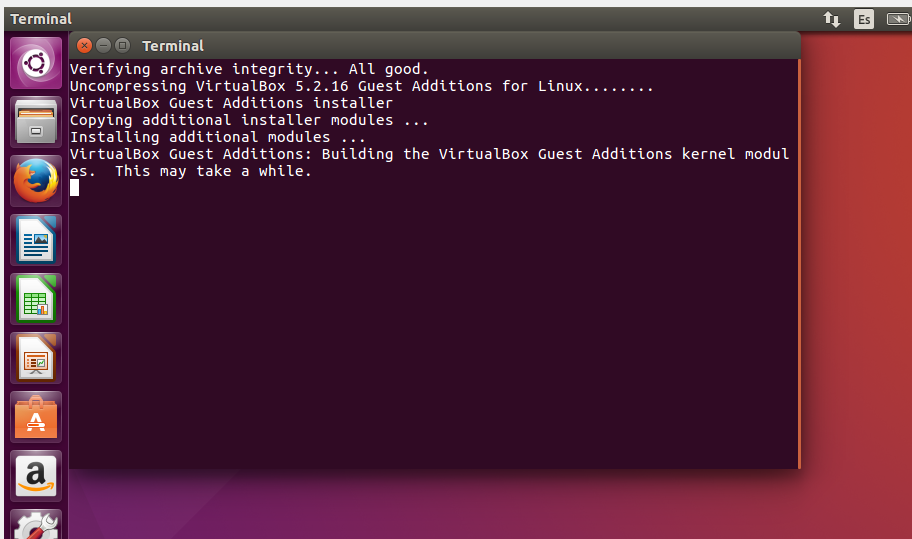 Terminal
Es
Terminal
Verifying archive integrity... All good.
Uncompressing VirtualBox 5.2.16 Guest Additions for Linux........
VirtualBox Guest Additions installer
Copying additional installer modules ...
Installing additional modules ...
VirtualBox Guest Additions: Building the VirtualBox Guest Additions kernel modul
es.  This may take a while.
a